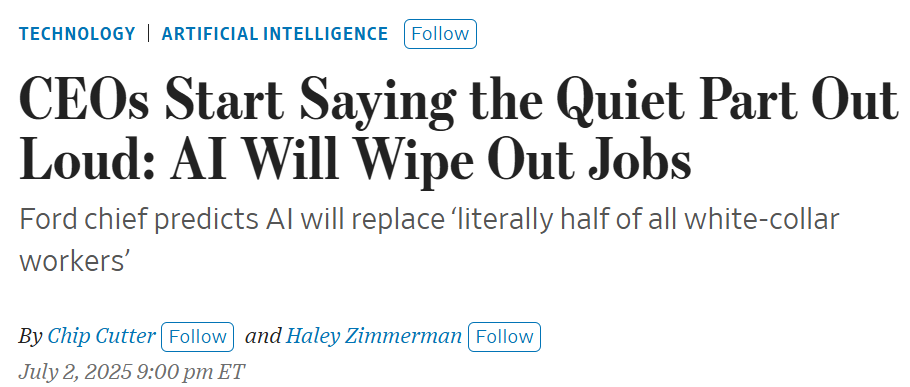 TECHNOLOGY | ARTIFICIAL INTELLIGENCE Follow
CEOs Start Saying the Quiet Part Out
Loud: AI Will Wipe Out Jobs
Ford chief predicts AI will replace ‘literally half of all white-collar
workers’
By Chip Cutter Follow and Haley Zimmerman Follow
July 2, 2025 9:00 pm ET